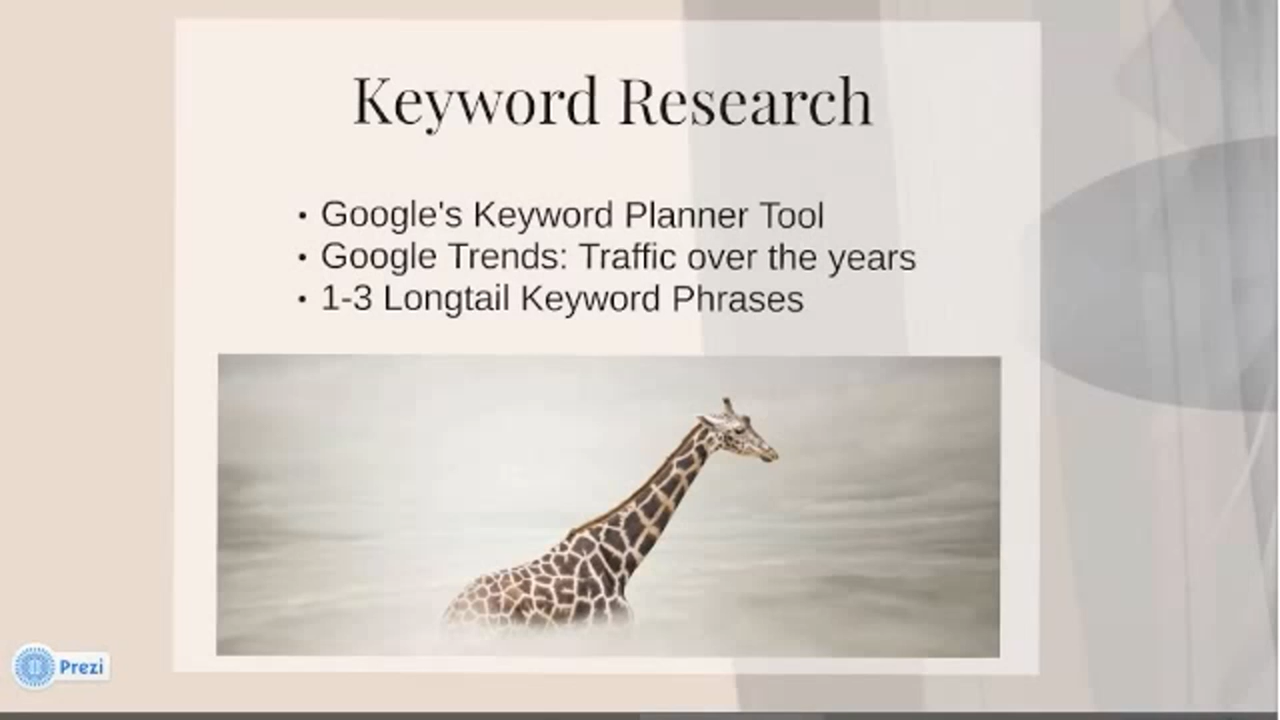 Keyword Research
• Google's Keyword Planner Tool
• Google Trends: Traffic over the years
• 1-3 Longtail Keyword Phrases
Prezi